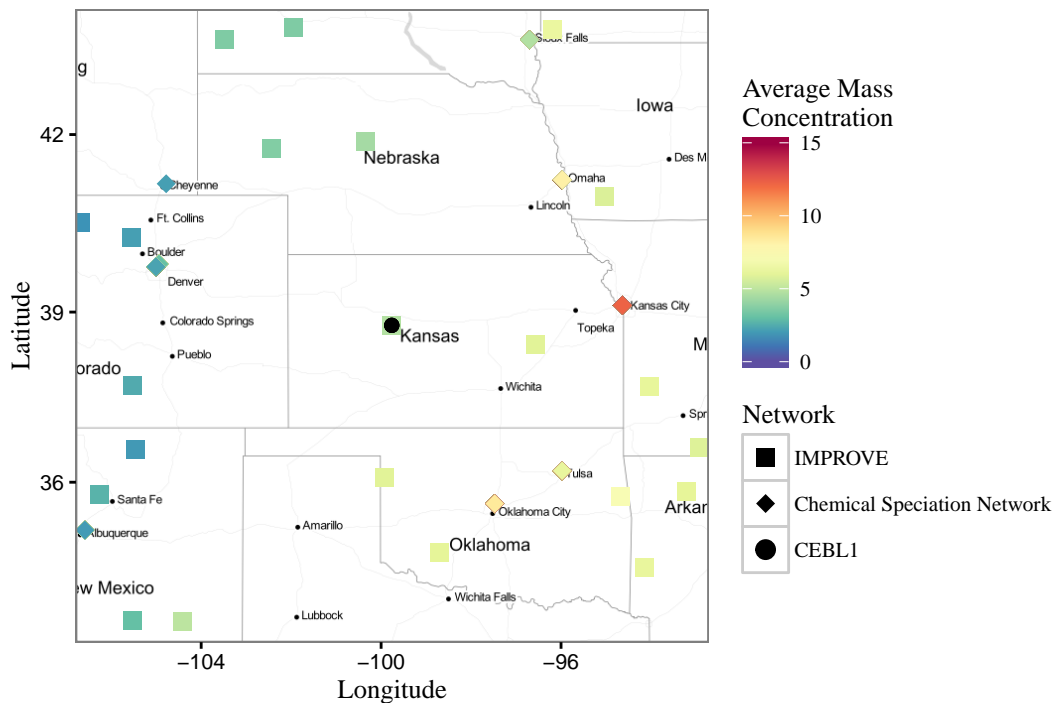 Sioux Falls
g
Iowa
42
Nebraska
Des M
Cheyenne
Omaha
Lincoln
Ft. Collins
Boulder
Denver
39
Colorado Springs
Kansas City
Topeka
Kansas
Pueblo
M
orado
Wichita
Spr
36
Tulsa
Santa Fe
Arkar
Oklahoma City
Amarillo
Albuquerque
Oklahoma
ew Mexico
Wichita Falls
Lubbock
−104
−100
−96
Longitude
Latitude
Average Mass
Concentration
15
10
5
0
Network
IMPROVE
Chemical Speciation Network
CEBL1